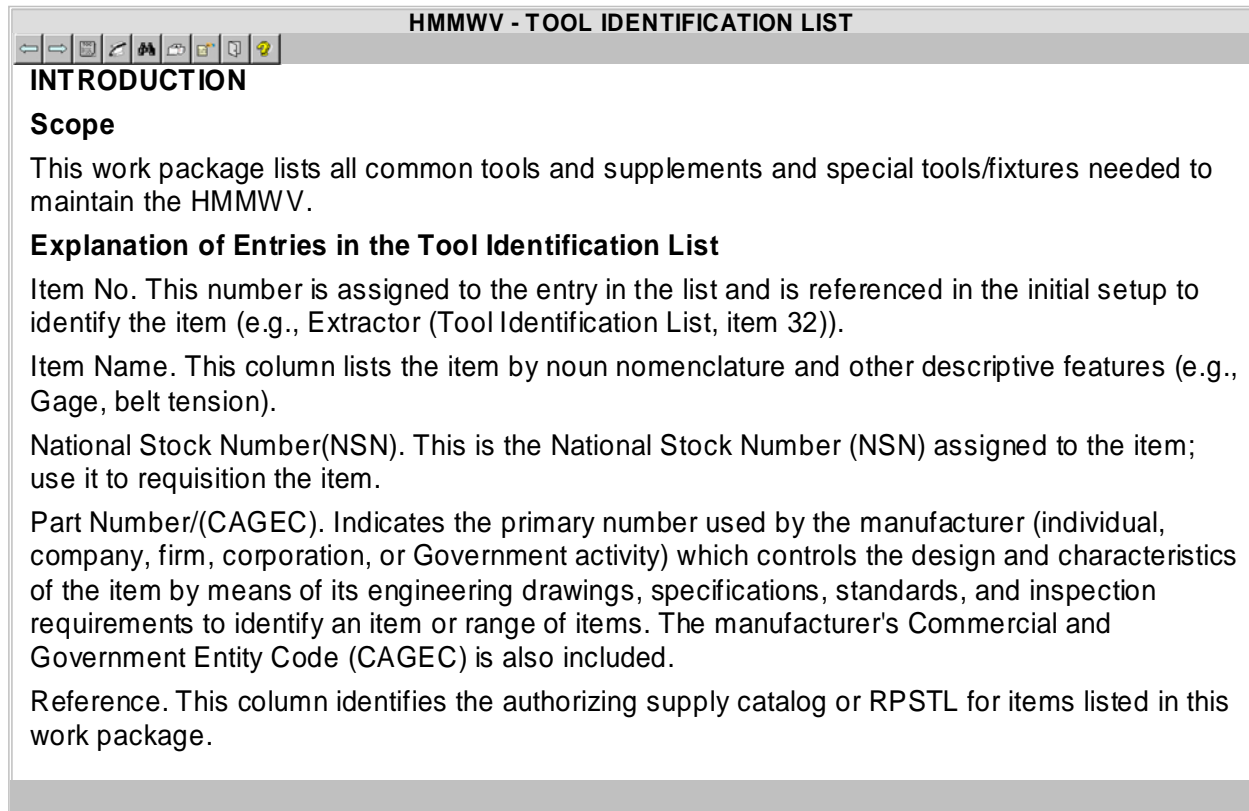 HMMWV - TOOL IDENTIFICATION LIST
INTRODUCTION
Scope
This work package lists all common tools and supplements and special tools/fixtures needed to
maintain the HMMWV.
Explanation of Entries in the Tool Identification List
Item No. This number is assigned to the entry in the list and is referenced in the initial setup to
identify the item (e.g., Extractor (Tool Identification List, item 32)).
Item Name. This column lists the item by noun nomenclature and other descriptive features (e.g.,
Gage, belt tension).
National Stock Number(NSN). This is the National Stock Number (NSN) assigned to the item;
use it to requisition the item.
Part Number/(CAGEC). Indicates the primary number used by the manufacturer (individual,
company, firm, corporation, or Government activity) which controls the design and characteristics
of the item by means of its engineering drawings, specifications, standards, and inspection
requirements to identify an item or range of items. The manufacturer's Commercial and
Government Entity Code (CAGEC) is also included.
Reference. This column identifies the authorizing supply catalog or RPSTL for items listed in this
work package.